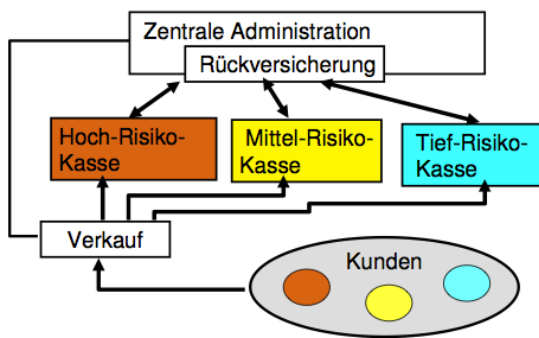 Zentrale Administration
Rückversicherung
Hoch-Risiko-
Kasse
Mittel-Risiko-
Kasse
Tief-Risiko-
Kasse
Verkauf
Kunden